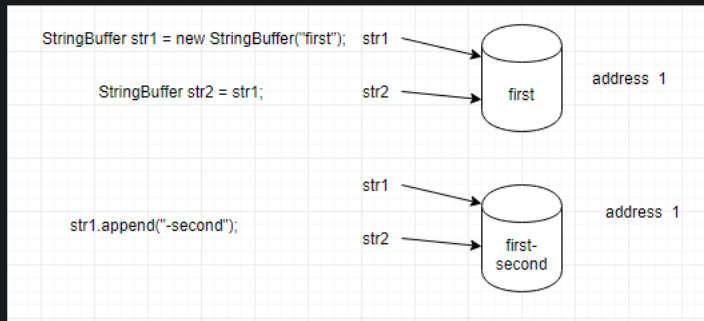 StringBuffer str1 = new StringBuffer("first"); str1
address 1
StringBuffer str2 = str1; str2 first
str1
address 1
str1.append("-second");
str2 first-
second